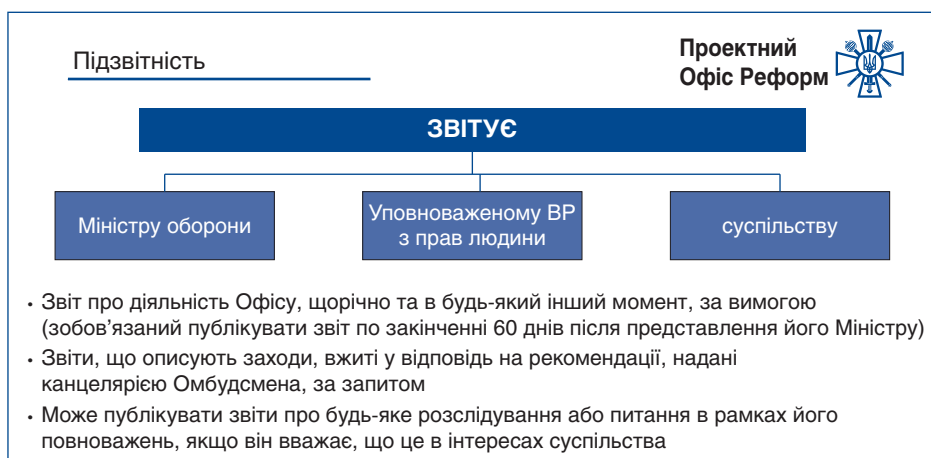 Підзвітність
Проектний
Офіс Реформ
ЗВІТУЄ
Міністру оборони
Уповноваженому ВР
з прав людини
суспільству
• Звіт про діяльність Офісу, щорічно та в будь-який інший момент, за вимогою
(зобов’язаний публікувати звіт по закінченні 60 днів після представлення його Міністру)
• Звіти, що описують заходи, вжиті у відповідь на рекомендації, надані
канцелярією Омбудсмена, за запитом
• Може публікувати звіти про будь-яке розслідування або питання в рамках його
повноважень, якщо він вважає, що це в інтересах суспільства